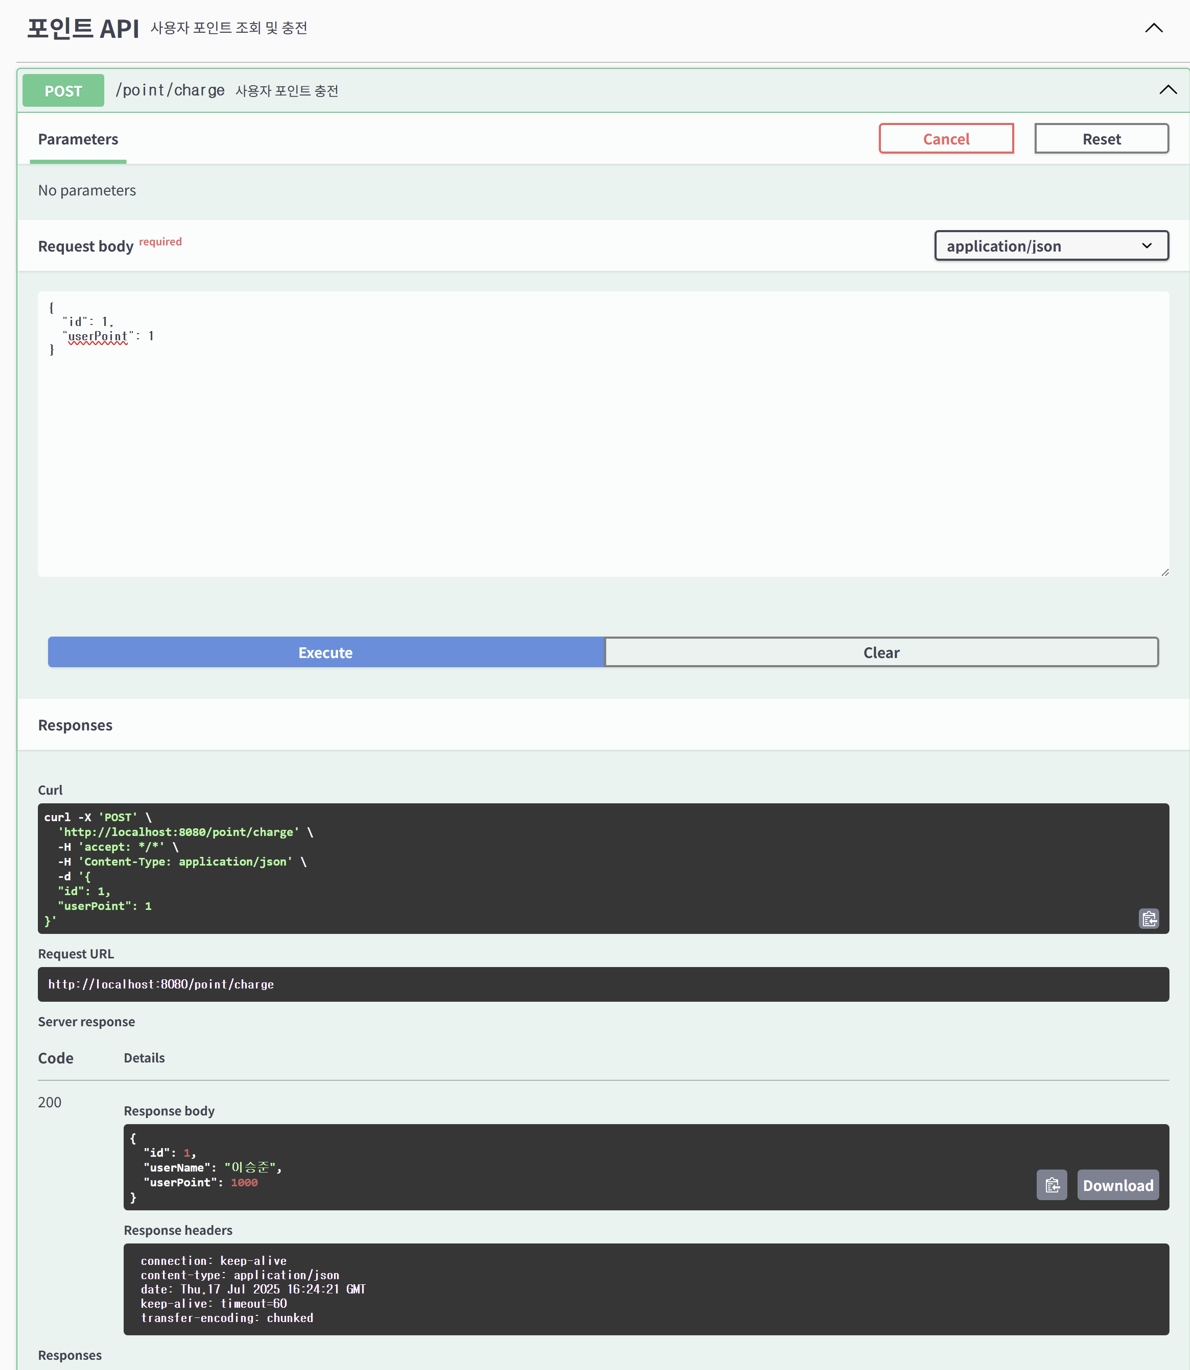 포인트 API 사용자 포인트 조회 및 충전
POST /point/charge 사용자 포인트 충전
Parameters
Cancel
Reset
No parameters
Request body required
application/json
{
"id": 1,
"userPoint": 1
}
Execute
Clear
Responses
Curl
curl -X 'POST' \
'http://localhost:8080/point/charge' \
-H 'accept: */*' \
-H 'Content-Type: application/json' \
-d '{
"id": 1,
"userPoint": 1
}'
Request URL
http://localhost:8080/point/charge
Server response
Code Details
200
Response body
{
"id": 1,
"userName": "이승준",
"userPoint": 1000
}
Download
Response headers
connection: keep-alive
content-type: application/json
date: Thu,17 Jul 2025 16:24:21 GMT
keep-alive: timeout=60
transfer-encoding: chunked
Responses